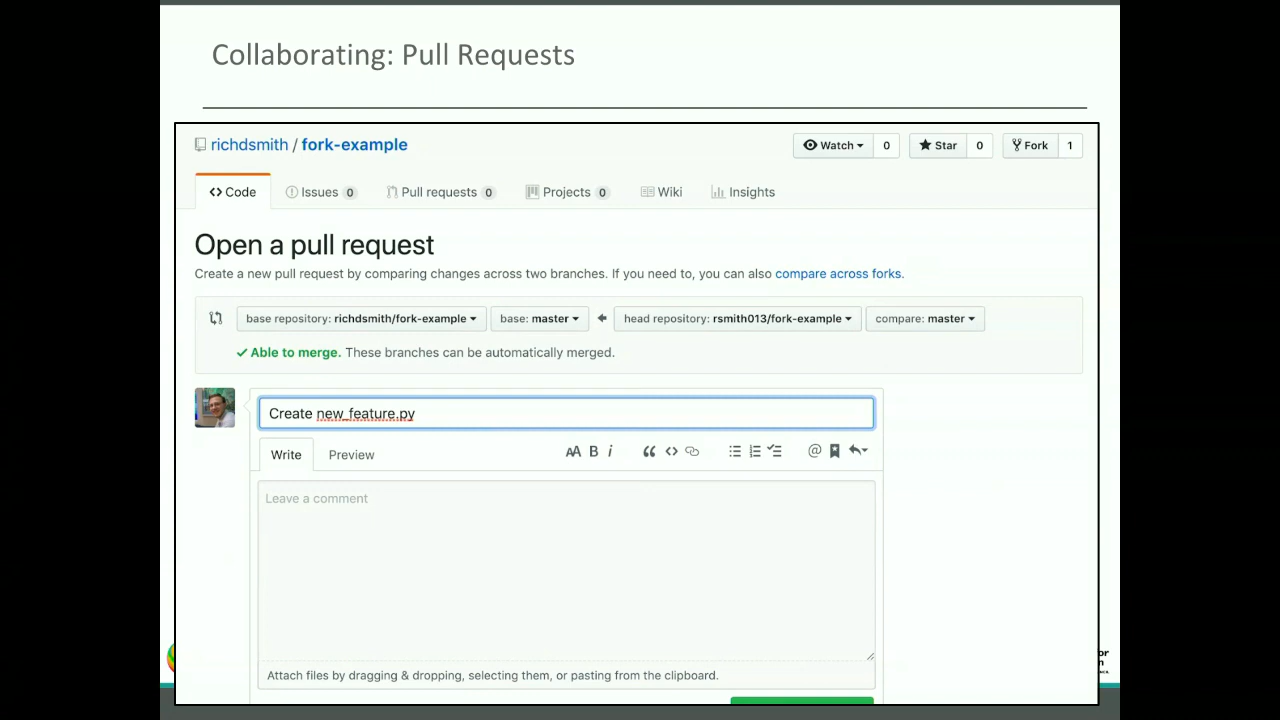 Collaborating: Pull Requests
richdsmith / fork-example
Watch 0 Star 0 Fork 1
Code Issues 0 Pull requests 0 Projects 0 Wiki Insights
Open a pull request
Create a new pull request by comparing changes across two branches. If you need to, you can also compare across forks.
base repository: richdsmith/fork-example base: master head repository: rsmith013/fork-example compare: master
Able to merge. These branches can be automatically merged.
Create new_feature.py
Write Preview AA B i @
Leave a comment
Attach files by dragging & dropping, selecting them, or pasting from the clipboard.